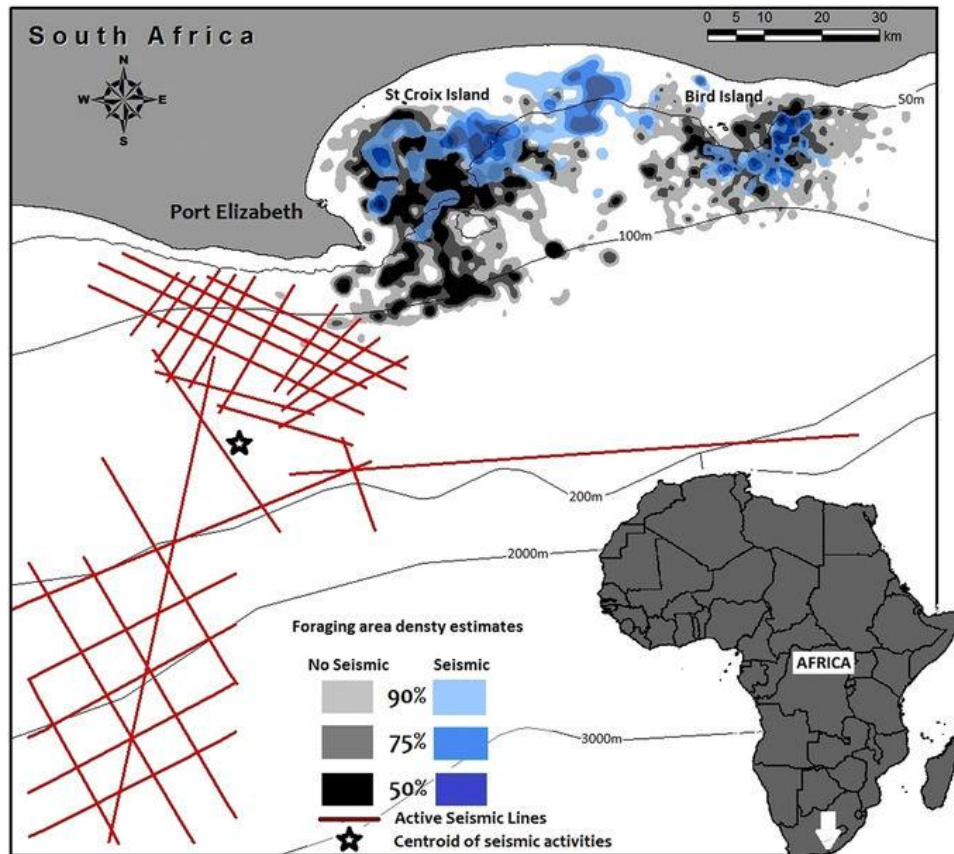 South Africa
0 5 10 20 30
km
N
W E
S
St Croix Island
Bird Island
50m
Port Elizabeth
100m
200m
2000m
Foraging area densty estimates
No Seismic Seismic
90%
75%
50%
Active Seismic Lines
Centroid of seismic activities
3000m
AFRICA